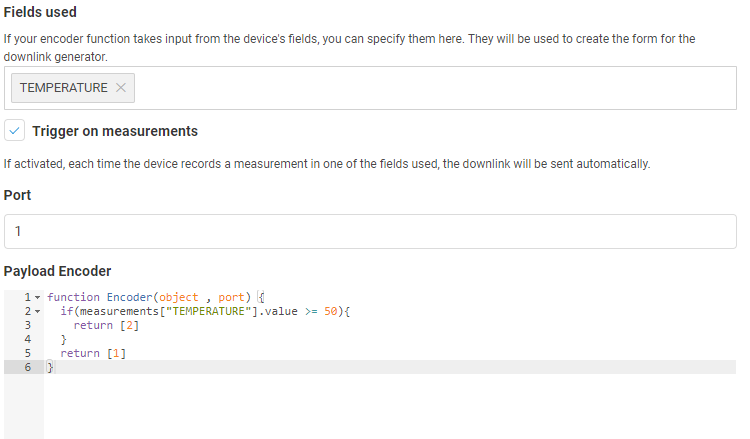 Fields used
If your encoder function takes input from the device's fields, you can specify them here. They will be used to create the form for the
downlink generator.
TEMPERATURE ×
Trigger on measurements
If activated, each time the device records a measurement in one of the fields used, the downlink will be sent automatically.
Port
1
Payload Encoder
1 function Encoder(object , port) {
2 if(measurements["TEMPERATURE"].value >= 50){
3 return [2]
4 }
5 return [1]
6 }